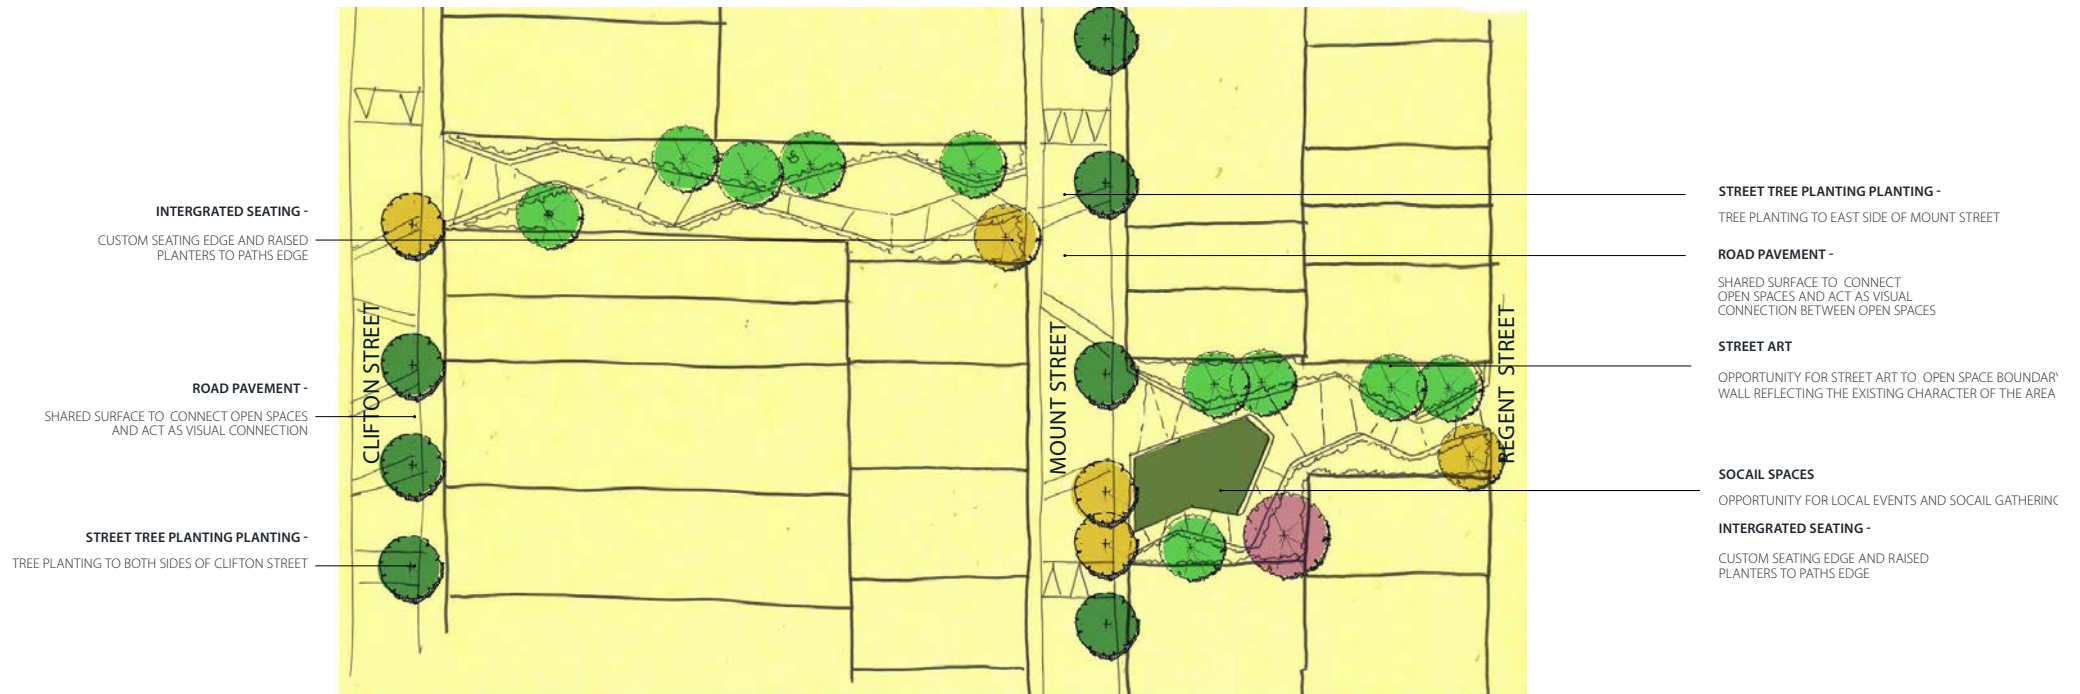 INTERGRATED SEATING -
CUSTOM SEATING EDGE AND RAISED
PLANTERS TO PATHS EDGE
ROAD PAVEMENT -
SHARED SURFACE TO CONNECT OPEN SPACES
AND ACT AS VISUAL CONNECTION
STREET TREE PLANTING PLANTING -
TREE PLANTING TO BOTH SIDES OF CLIFTON STREET
CLIFTON STREET
MOUNT STREET
REGENT STREET
STREET TREE PLANTING PLANTING -
TREE PLANTING TO EAST SIDE OF MOUNT STREET
ROAD PAVEMENT -
SHARED SURFACE TO CONNECT
OPEN SPACES AND ACT AS VISUAL
CONNECTION BETWEEN OPEN SPACES
STREET ART
OPPORTUNITY FOR STREET ART TO OPEN SPACE BOUNDARY
WALL REFLECTING THE EXISTING CHARACTER OF THE AREA
SOCAIL SPACES
OPPORTUNITY FOR LOCAL EVENTS AND SOCAIL GATHERING
INTERGRATED SEATING -
CUSTOM SEATING EDGE AND RAISED
PLANTERS TO PATHS EDGE